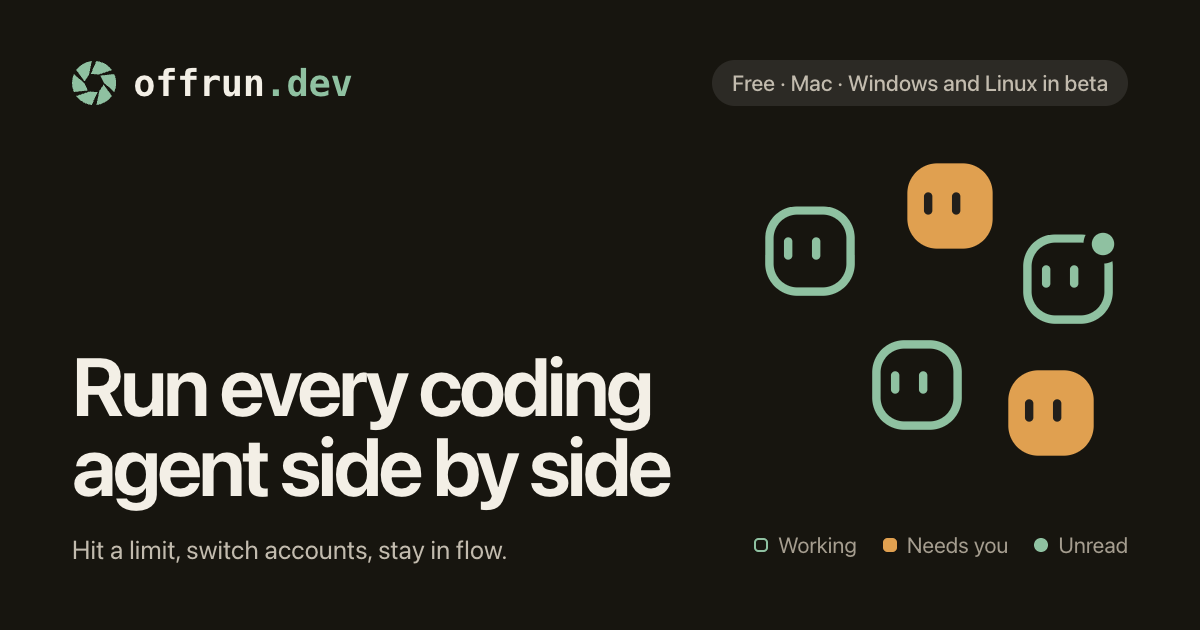 offrun.dev
Free · Mac · Windows and Linux in beta
Run every coding
agent side by side
Hit a limit, switch accounts, stay in flow.
Working
Needs you
Unread